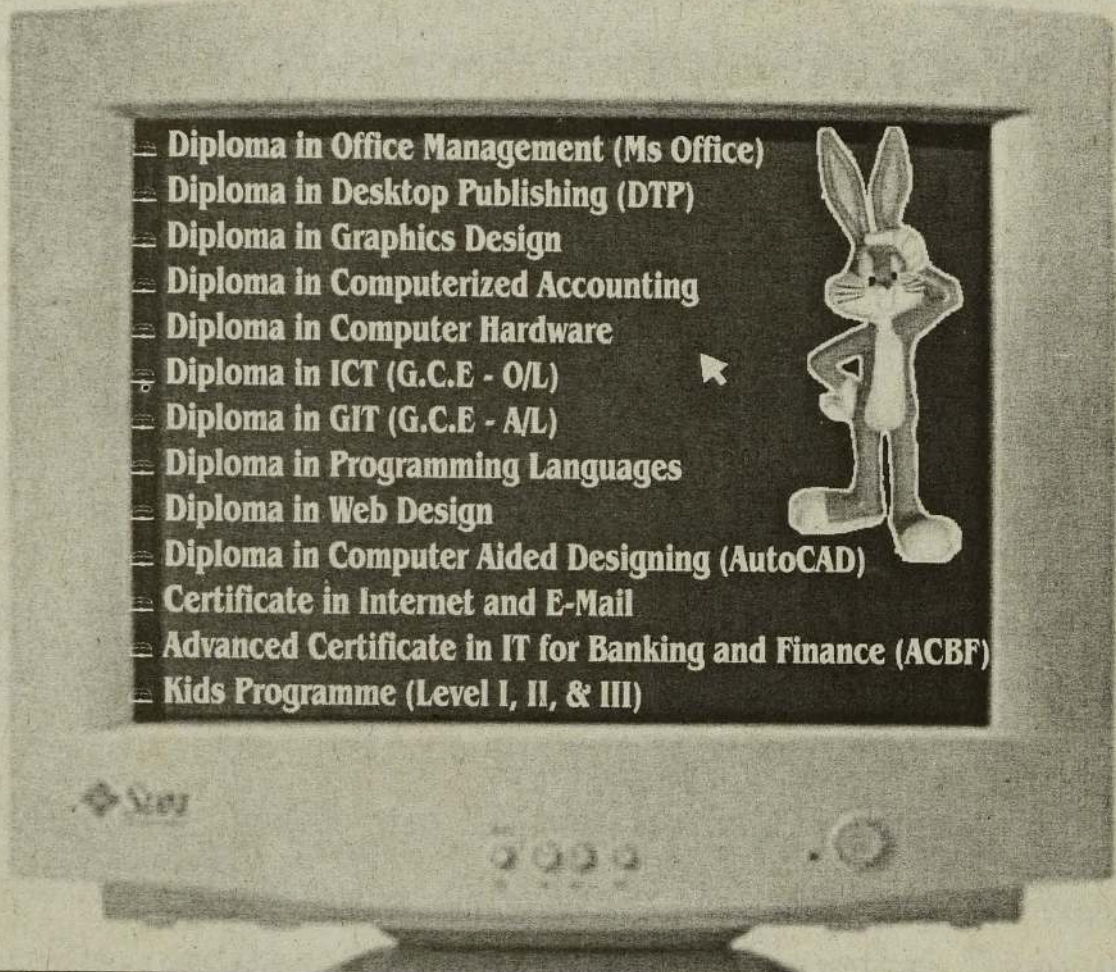 Diploma in Office Management (Ms Office)
Diploma in Desktop Publishing (DTP)
Diploma in Graphics Design
Diploma in Computerized Accounting
Diploma in Computer Hardware
Diploma in ICT (G.C.E - O/L)
Diploma in GIT (G.C.E - A/L)
Diploma in Programming Languages
Diploma in Web Design
Diploma in Computer Aided Designing (AutoCAD)
Certificate in Internet and E-Mail
Advanced Certificate in IT for Banking and Finance (ACBF)
Kids Programme (Level I, II, & III)